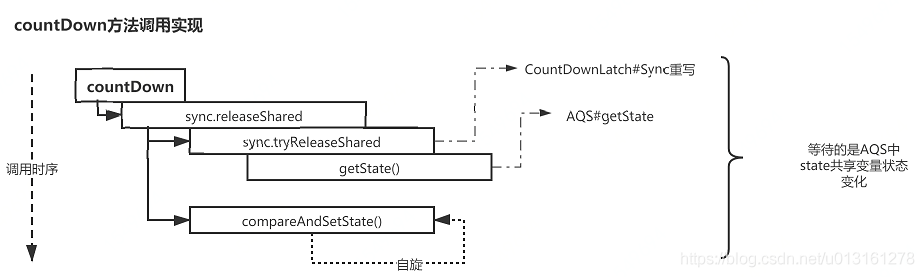 countDown方法调用实现
countDown
CountDownLatch#Sync重写
sync.releaseShared
AQS#getState
sync.tryReleaseShared
调用时序
getState()
等待的是AQS中
state共享变量状态
变化
compareAndSetState()
自旋
https://blog.csdn.net/u013161278